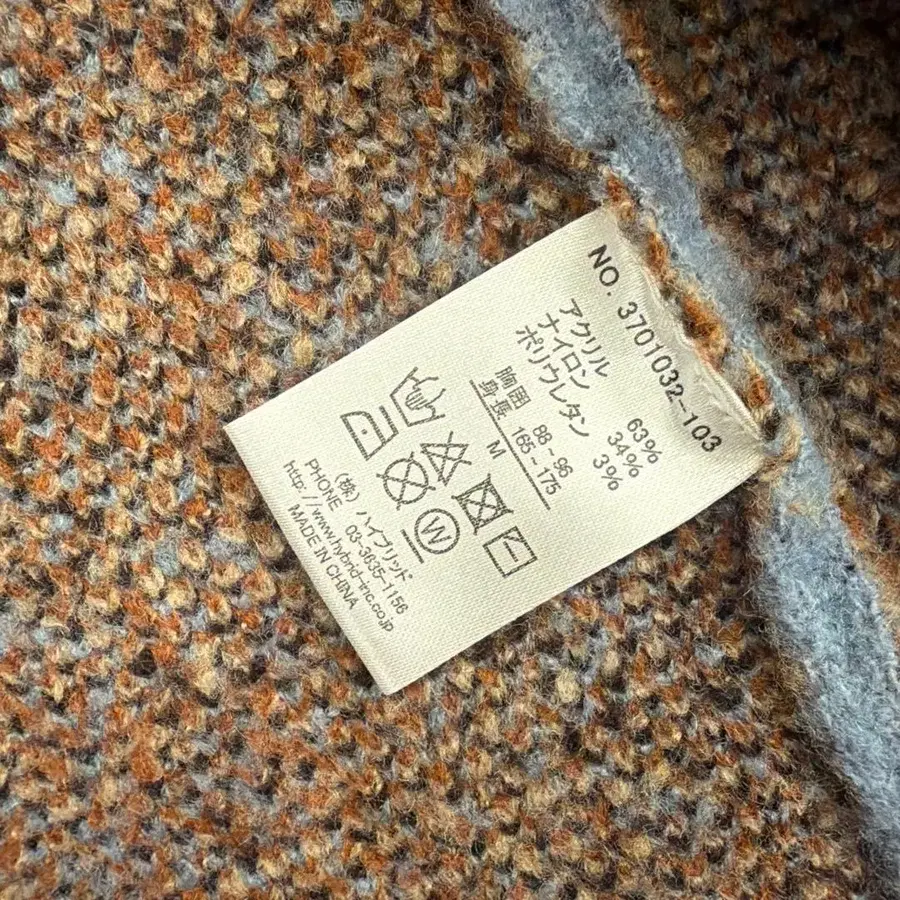 NO. 3701032-103
アクリル 63%
ナイロン 34%
ポリウレタン 3%
胸囲 88~96
身長 165~175
M
W
(株) ハイブリッド
PHONE 03-3635-1156
http://www.hybrid-inc.co.jp
MADE IN CHINA